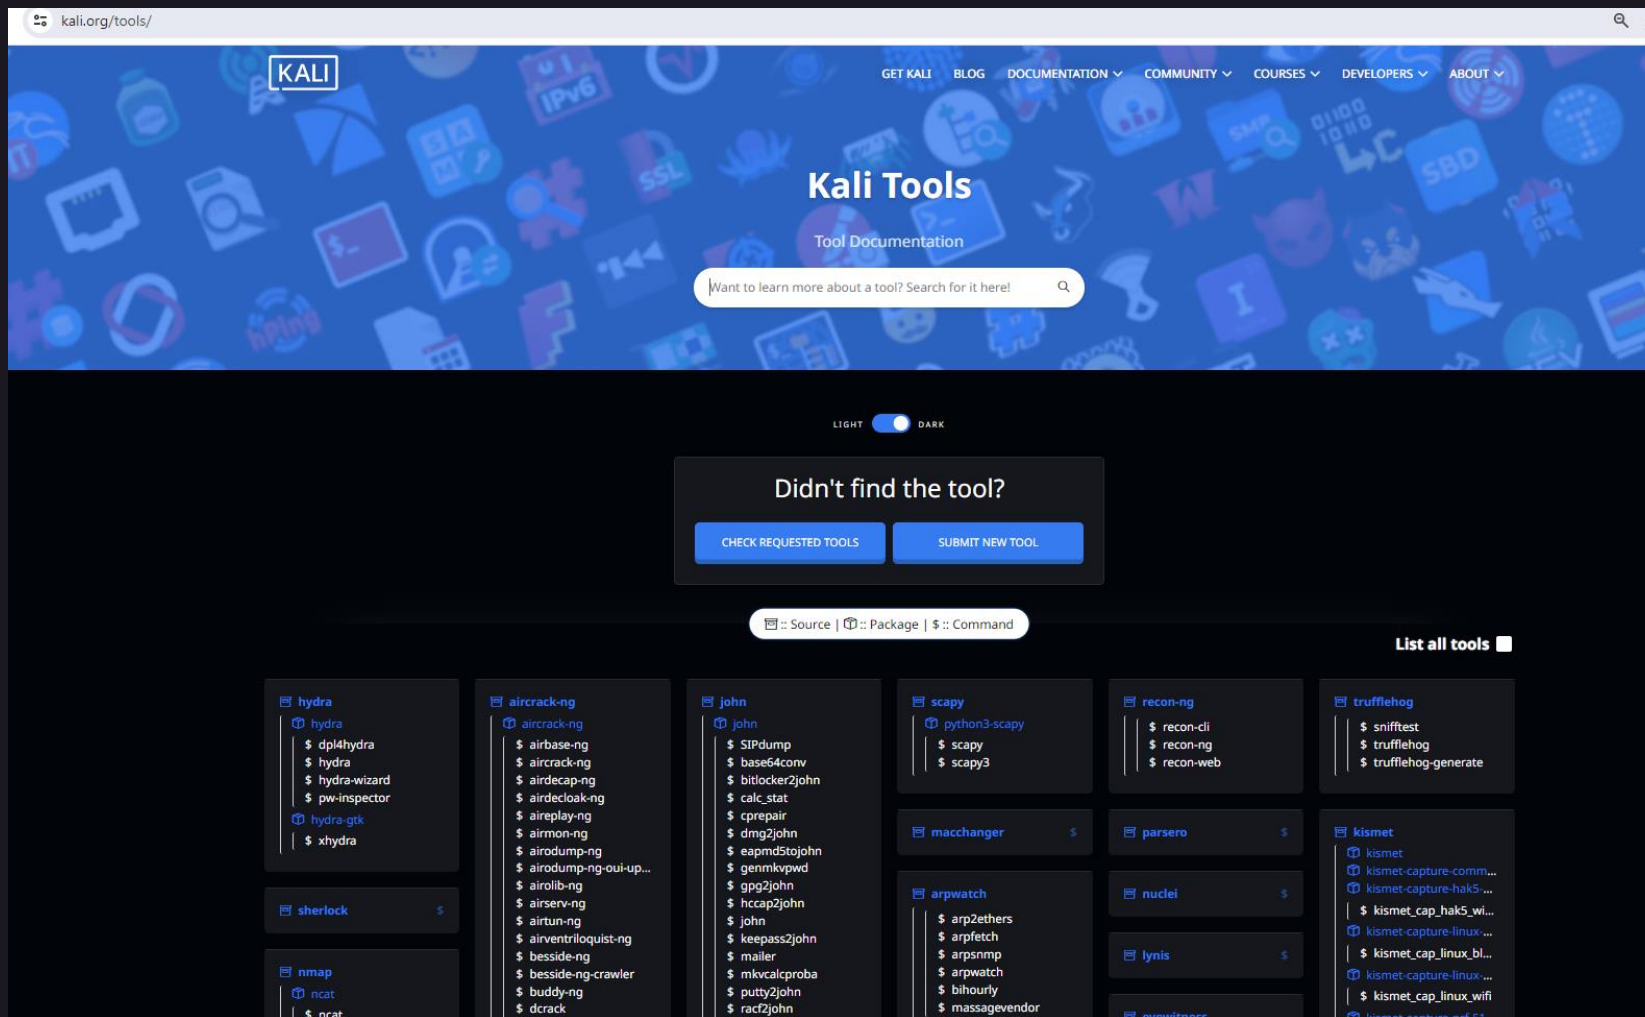 kali.org/tools/
KALI
GET KALI BLOG DOCUMENTATION COMMUNITY COURSES DEVELOPERS ABOUT
IPv6
SSL
SBD
Kali Tools
Tool Documentation
Want to learn more about a tool? Search for it here!
hPing
LIGHT DARK
Didn't find the tool?
CHECK REQUESTED TOOLS SUBMIT NEW TOOL
:: Source | :: Package | $ :: Command
List all tools
hydra
hydra
$ dpl4hydra
$ hydra
$ hydra-wizard
$ pw-inspector
hydra-gtk
$ xhydra
sherlock $
nmap
ncat
$ ncat
aircrack-ng
aircrack-ng
$ airbase-ng
$ aircrack-ng
$ airdecap-ng
$ airdecloak-ng
$ aireplay-ng
$ airmon-ng
$ airodump-ng
$ airodump-ng-oui-up...
$ airolib-ng
$ airserv-ng
$ airtun-ng
$ airventriloquist-ng
$ besside-ng
$ besside-ng-crawler
$ buddy-ng
$ dcrack
john
john
$ SIPdump
$ base64conv
$ bitlocker2john
$ calc_stat
$ cprepair
$ dmg2john
$ eapmd5tojohn
$ genmkvpwd
$ gpg2john
$ hccap2john
$ john
$ keepass2john
$ mailer
$ mkvcalcproba
$ putty2john
$ racf2john
scapy
python3-scapy
$ scapy
$ scapy3
macchanger $
arpwatch
$ arp2ethers
$ arpfetch
$ arpsnmp
$ arpwatch
$ bihourly
$ massagevendor
recon-ng
$ recon-cli
$ recon-ng
$ recon-web
parsero $
nuclei $
lynis $
eyewitness
trufflehog
$ snifftest
$ trufflehog
$ trufflehog-generate
kismet
kismet
kismet-capture-comm...
kismet-capture-hak5-...
$ kismet_cap_hak5_wi...
kismet-capture-linux-...
$ kismet_cap_linux_bl...
kismet-capture-linux-...
$ kismet_cap_linux_wifi